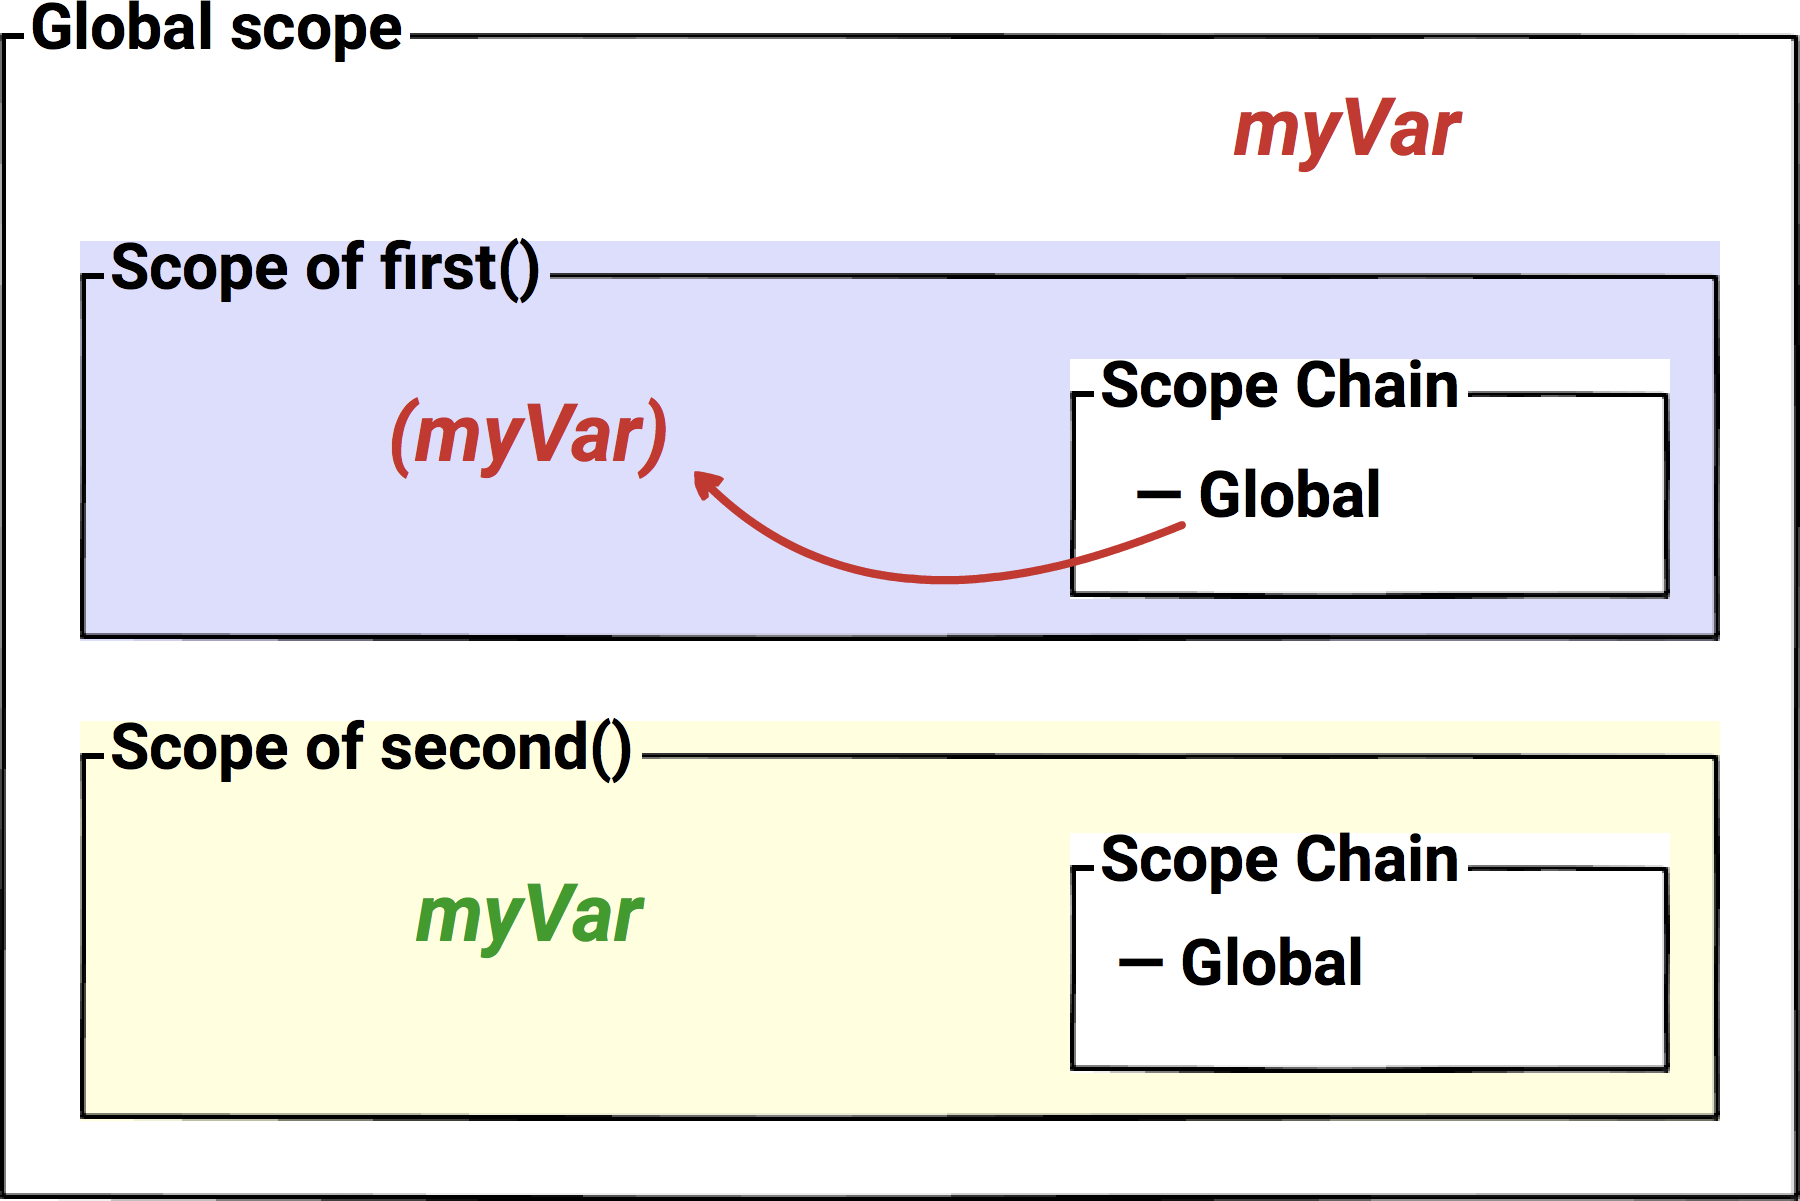 Global scope
myVar
Scope of first()
Scope Chain
(myVar)
– Global
Scope of second()
Scope Chain
myVar
– Global